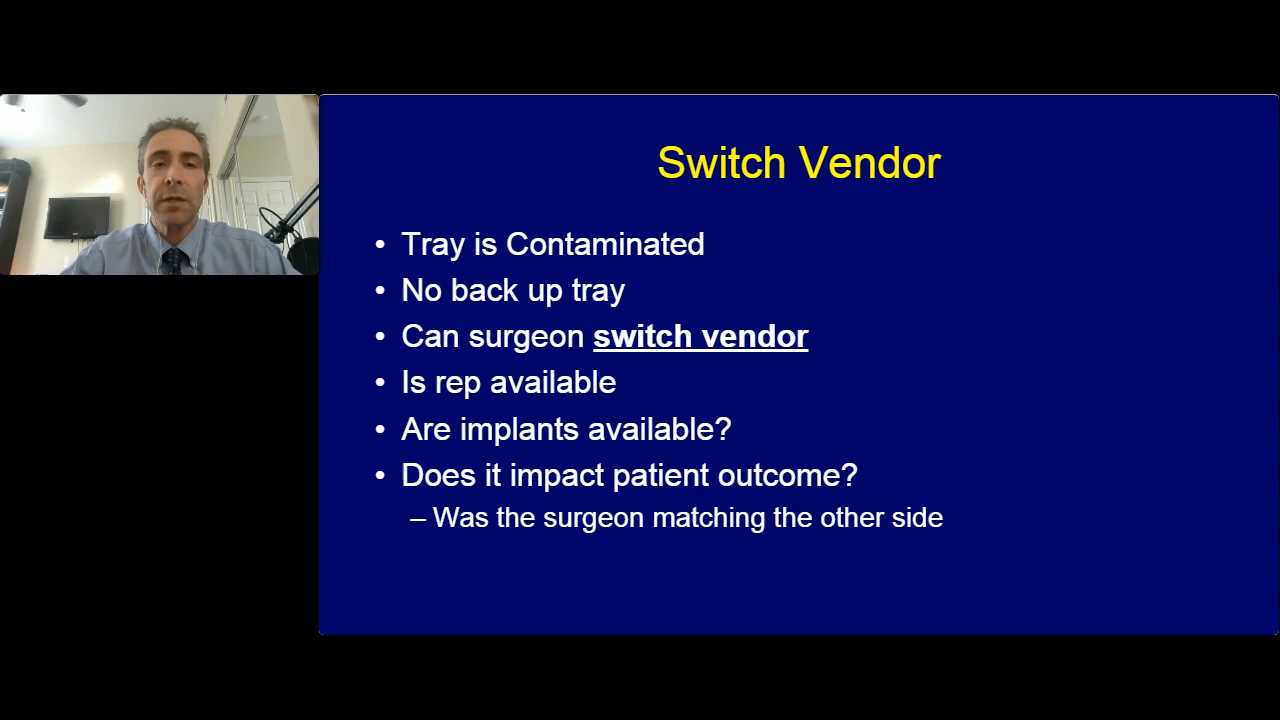 Switch Vendor
• Tray is Contaminated
• No back up tray
• Can surgeon switch vendor
• Is rep available
• Are implants available?
• Does it impact patient outcome?
– Was the surgeon matching the other side